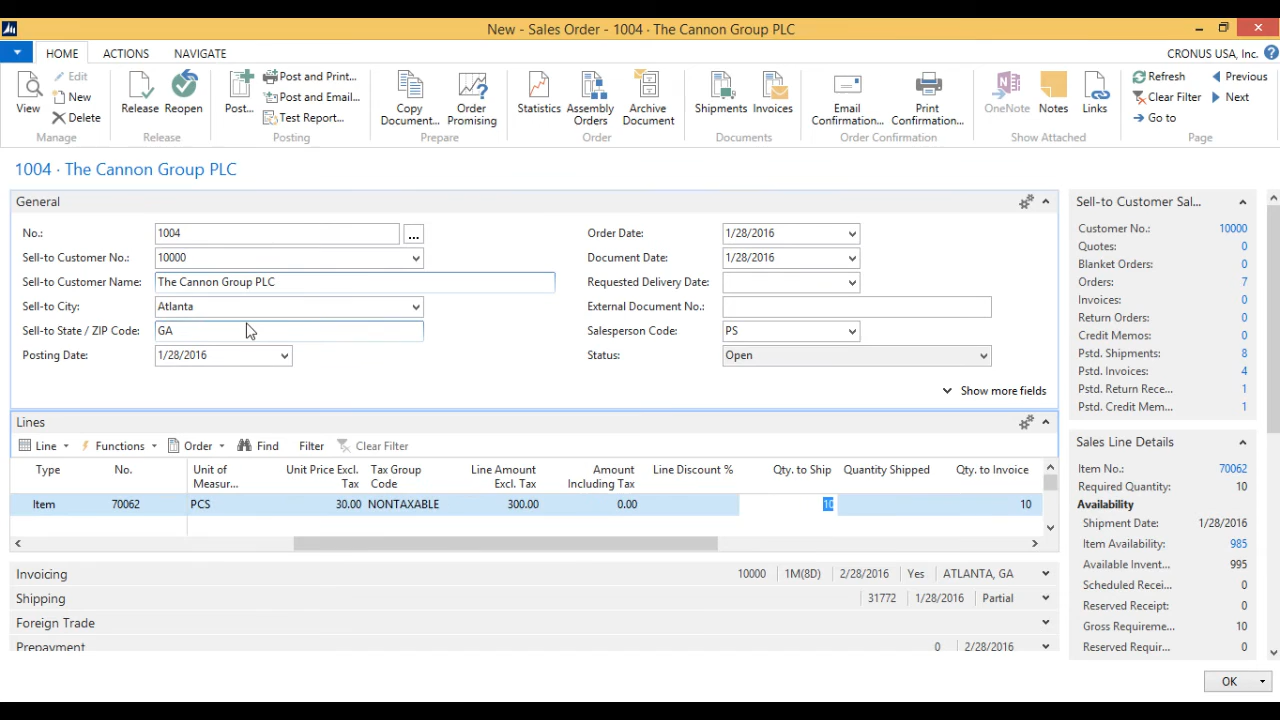 New - Sales Order - 1004 · The Cannon Group PLC
HOME ACTIONS NAVIGATE CRONUS USA, Inc.
View
Edit
New
Delete
Manage
Release Reopen
Release
Post...
Post and Print...
Post and Email...
Test Report...
Posting
Copy Document...
Order Promising
Prepare
Statistics
Assembly Orders
Archive Document
Order
Shipments Invoices
Documents
Email Confirmation...
Print Confirmation...
Order Confirmation
OneNote Notes Links
Show Attached
Refresh
Clear Filter
Go to
Previous
Next
Page
1004 · The Cannon Group PLC
General
No.: 1004 ...
Sell-to Customer No.: 10000
Sell-to Customer Name: The Cannon Group PLC
Sell-to City: Atlanta
Sell-to State / ZIP Code: GA
Posting Date: 1/28/2016
Order Date: 1/28/2016
Document Date: 1/28/2016
Requested Delivery Date:
External Document No.:
Salesperson Code: PS
Status: Open
Show more fields
Lines
Line Functions Order Find Filter Clear Filter
Type No. Unit of Measur... Unit Price Excl. Tax Tax Group Code Line Amount Excl. Tax Amount Including Tax Line Discount % Qty. to Ship Quantity Shipped Qty. to Invoice
Item 70062 PCS 30.00 NONTAXABLE 300.00 0.00 10 10
Invoicing 10000 1M(8D) 2/28/2016 Yes ATLANTA, GA
Shipping 31772 1/28/2016 Partial
Foreign Trade
Prepayment 0 2/28/2016
Sell-to Customer Sal...
Customer No.: 10000
Quotes: 0
Blanket Orders: 0
Orders: 7
Invoices: 0
Return Orders: 0
Credit Memos: 0
Pstd. Shipments: 8
Pstd. Invoices: 4
Pstd. Return Rece... 1
Pstd. Credit Mem... 1
Sales Line Details
Item No.: 70062
Required Quantity: 10
Availability
Shipment Date: 1/28/2016
Item Availability: 985
Available Invent... 995
Scheduled Recei... 0
Reserved Receipt: 0
Gross Requireme... 10
Reserved Requir... 0
OK